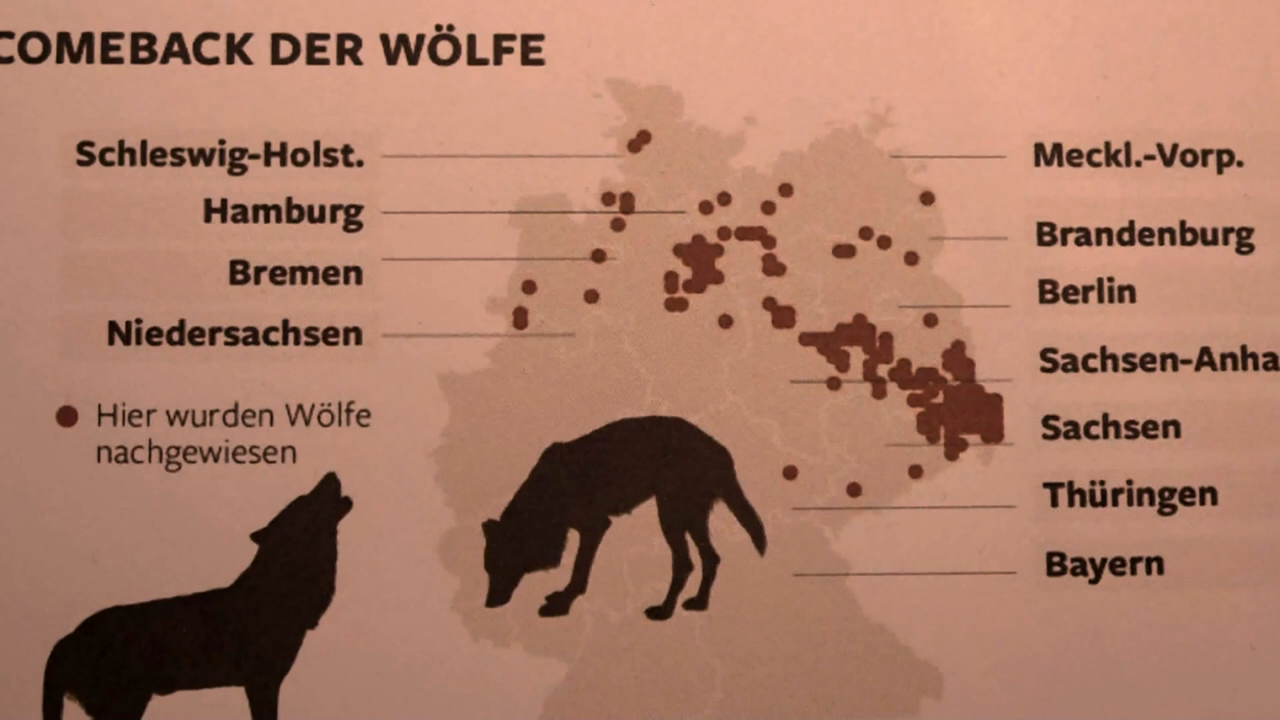 COMEBACK DER WÖLFE
Schleswig-Holst.
Hamburg
Bremen
Niedersachsen
Hier wurden Wölfe
nachgewiesen
Meckl.-Vorp.
Brandenburg
Berlin
Sachsen-Anha
Sachsen
Thüringen
Bayern